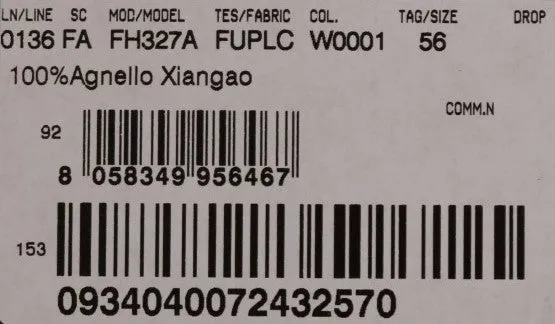 LN/LINE SC MOD/MODEL TES/FABRIC COL. TAG/SIZE DROP
0136 FA FH327A FUPLC W0001 56
100%Agnello Xiangao
COMM.N
92
8 058349 956467
153
0934040072432570